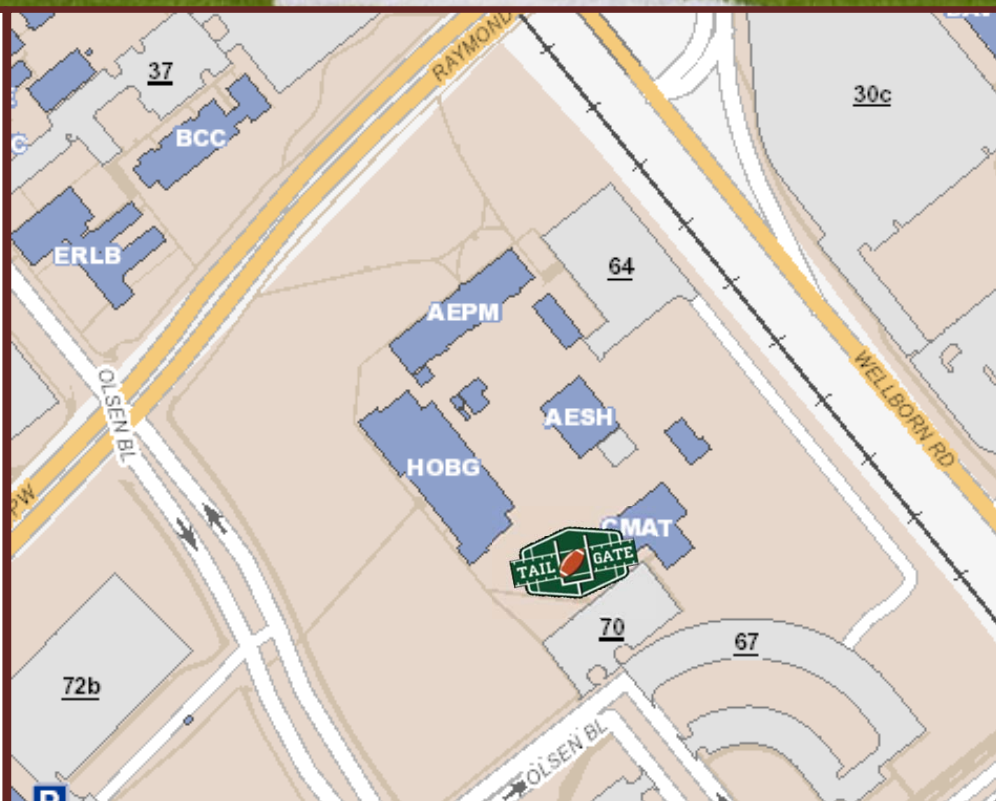 37
RAYMOND
BCC
30c
C
ERLB
64
AEPM
OLSEN BL
WELLBORN RD
AESH
HOBG
PW
CMAT
TAIL GATE
70
67
72b
OLSEN BL
P